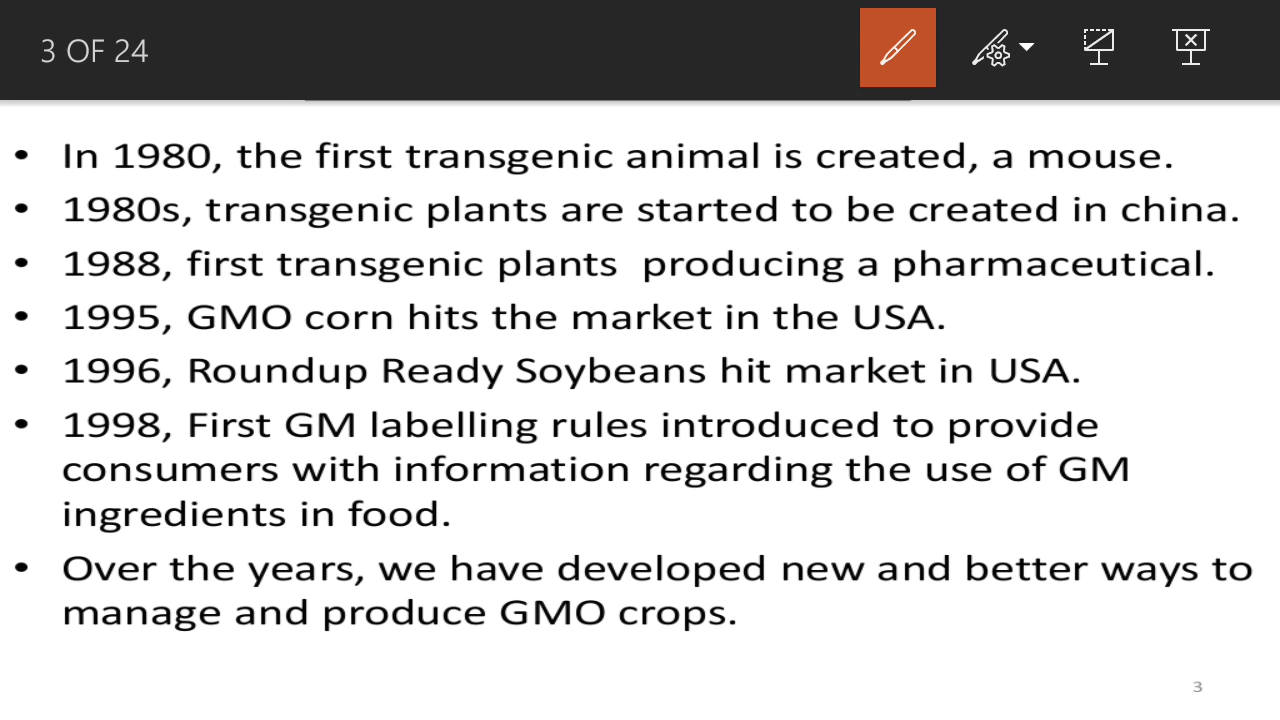 3 OF 24
• In 1980, the first transgenic animal is created, a mouse.
• 1980s, transgenic plants are started to be created in china.
• 1988, first transgenic plants  producing a pharmaceutical.
• 1995, GMO corn hits the market in the USA.
• 1996, Roundup Ready Soybeans hit market in USA.
• 1998, First GM labelling rules introduced to provide
consumers with information regarding the use of GM
ingredients in food.
• Over the years, we have developed new and better ways to
manage and produce GMO crops.
3